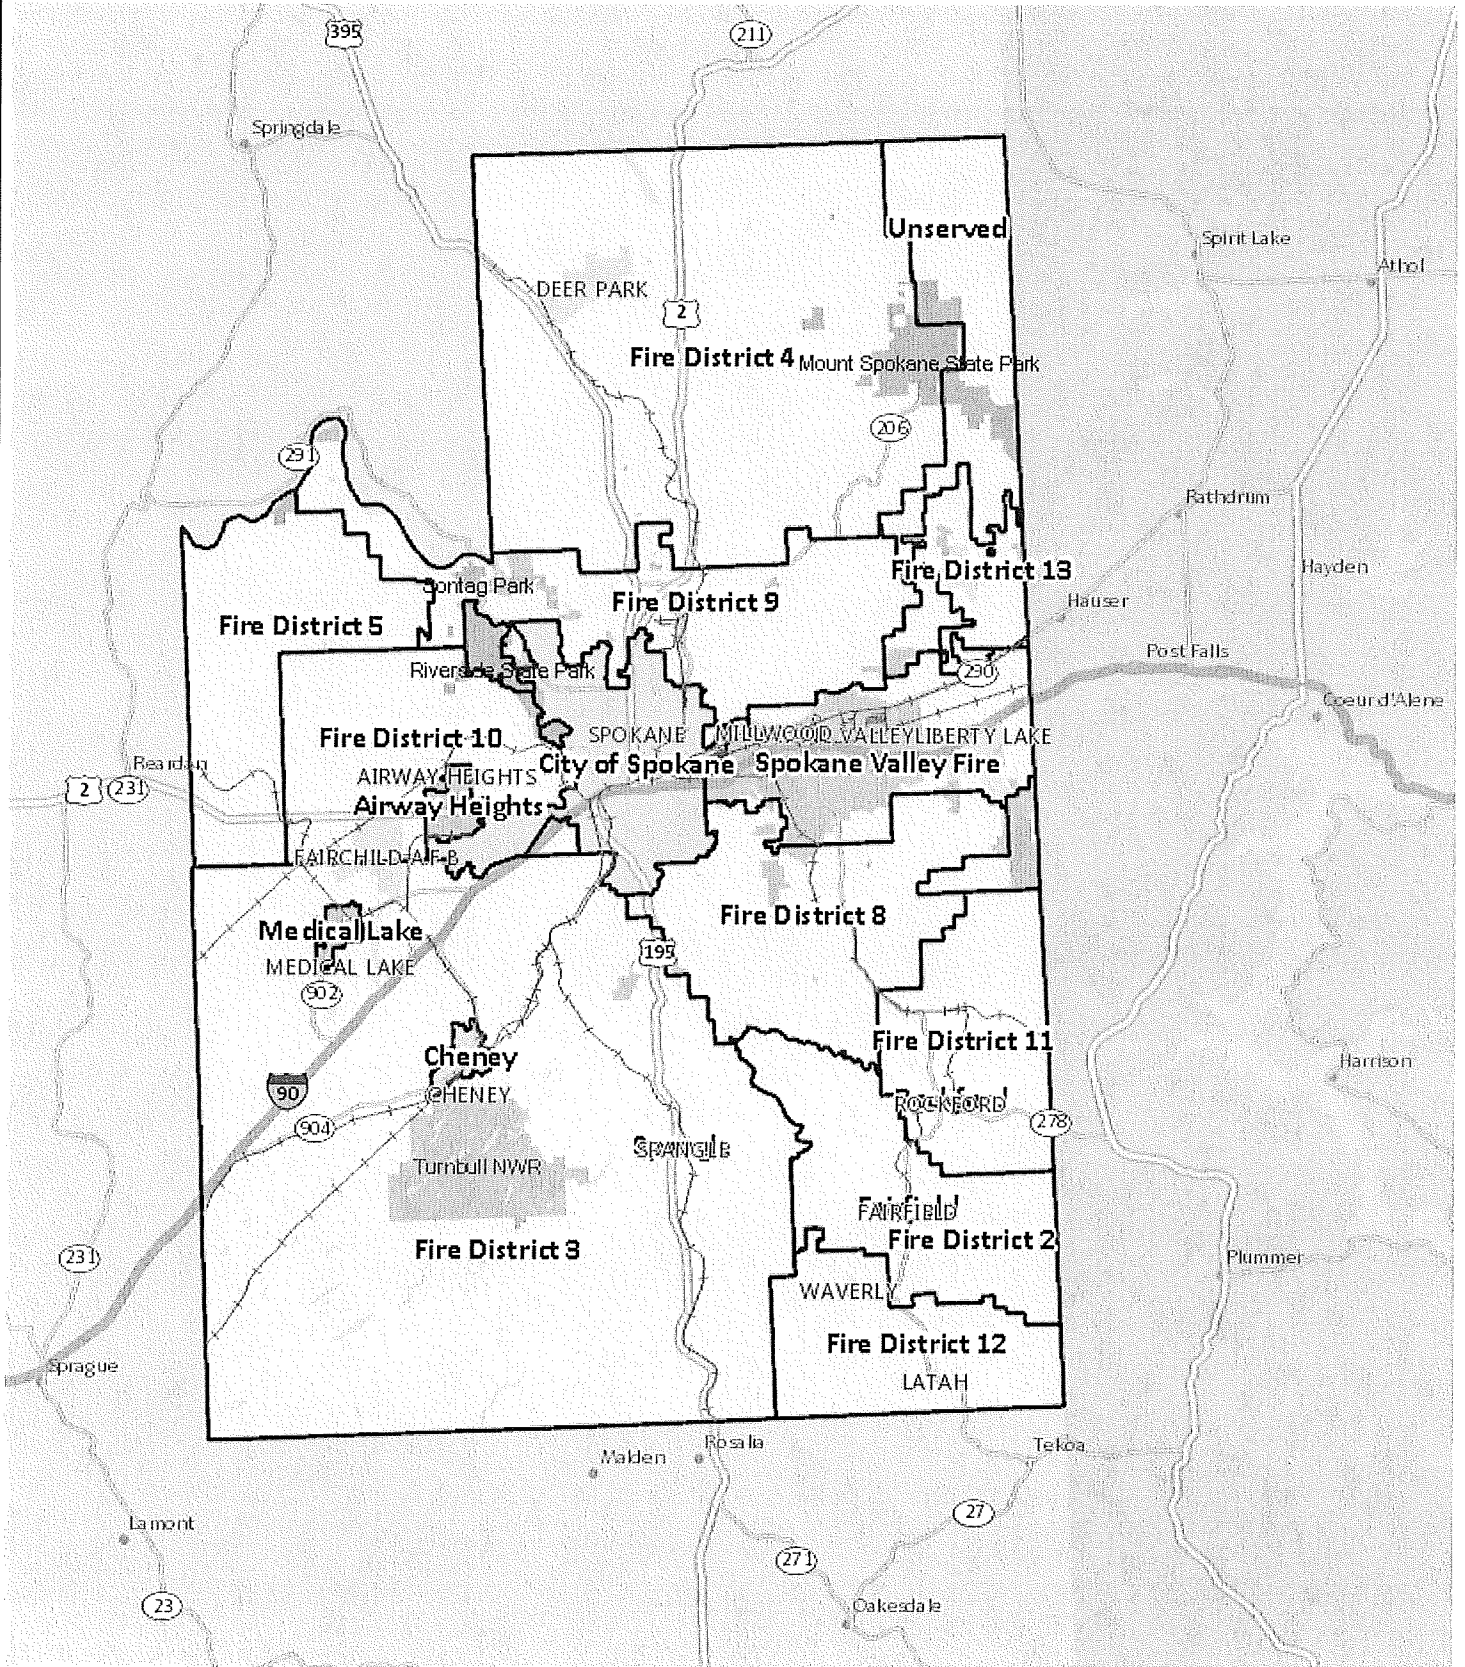 395
211
Springdale
Unserved
Spirit Lake
Athol
DEER PARK
2
Fire District 4
Mount Spokane State Park
206
291
Rathdrum
Fire District 13
Hayden
Sontag Park
Fire District 9
Hauser
Fire District 5
Riverside State Park
290
Post Falls
Coeur d'Alene
Fire District 10
SPOKANE
MILLWOOD
VALLEY
LIBERTY LAKE
Reardan
City of Spokane
Spokane Valley Fire
AIRWAY HEIGHTS
2
231
Airway Heights
FAIRCHILD A F B
Fire District 8
Medical Lake
195
MEDICAL LAKE
902
Fire District 11
Cheney
Harrison
90
CHENEY
ROCKFORD
904
278
SPANGLE
Turnbull NWR
FAIRFIELD
Fire District 2
Fire District 3
231
Plummer
WAVERLY
Fire District 12
Sprague
LATAH
Rosalia
Tekoa
Malden
27
Lamont
271
23
Oakesdale